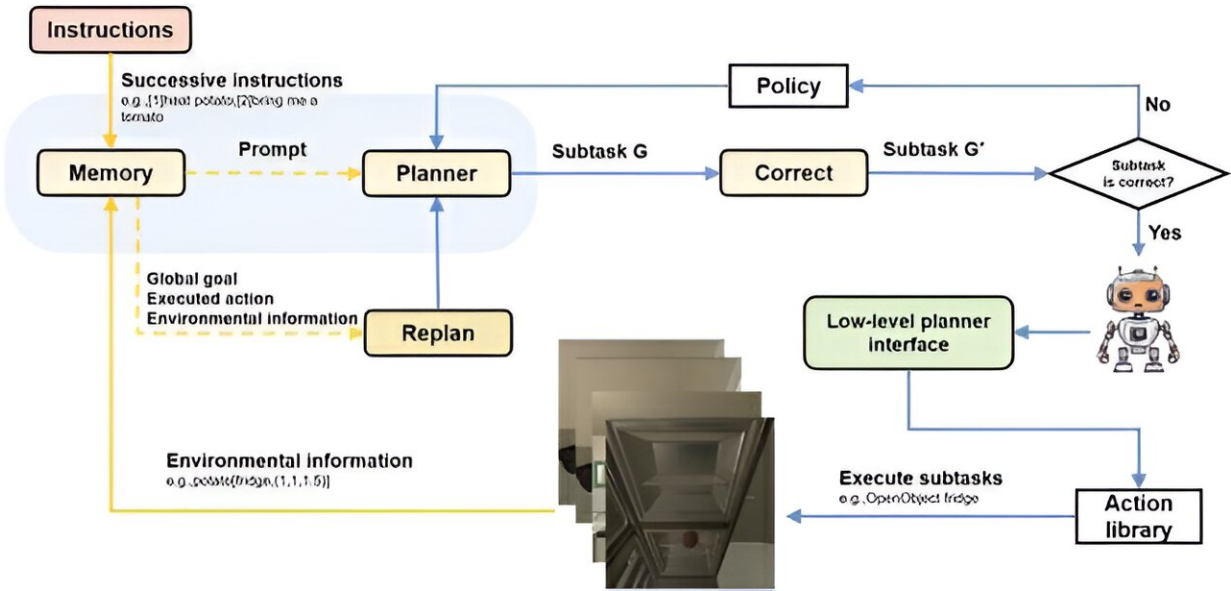 Instructions
Successive instructions
e.g.,[1]heat potato,[2]bring me a
tomato
Policy
No
Memory
Prompt
Planner
Subtask G
Correct
Subtask G'
Subtask
is correct?
Yes
Global goal
Executed action
Environmental information
Replan
Low-level planner
interface
Environmental information
e.g.,potato[fridge,(1,1,1.5)]
Execute subtasks
e.g.,OpenObject fridge
Action
library